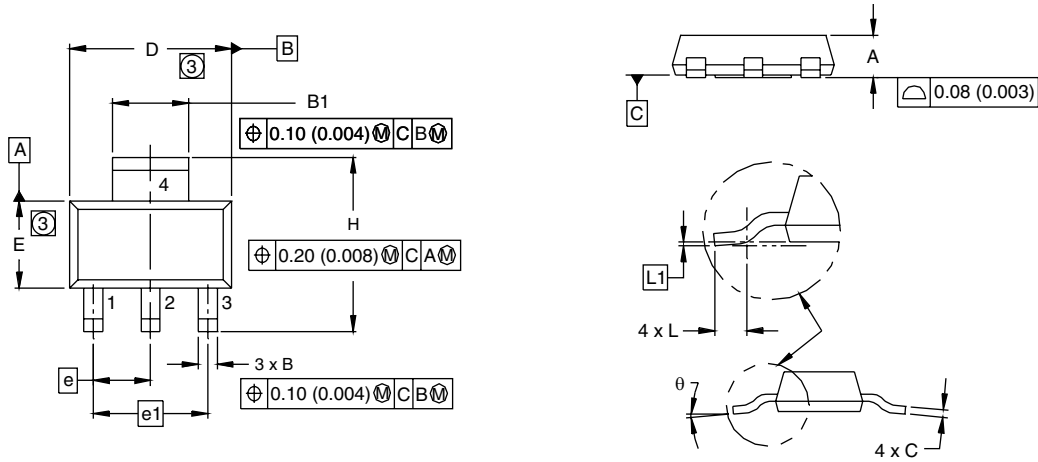 D
B
③
B1
⌖ 0.10 (0.004) Ⓜ C B Ⓜ
A
4
③
E
H
⌖ 0.20 (0.008) Ⓜ C A Ⓜ
1 2 3
3 x B
e
⌖ 0.10 (0.004) Ⓜ C B Ⓜ
e1
A
C
⌓ 0.08 (0.003)
L1
4 x L
θ
4 x C